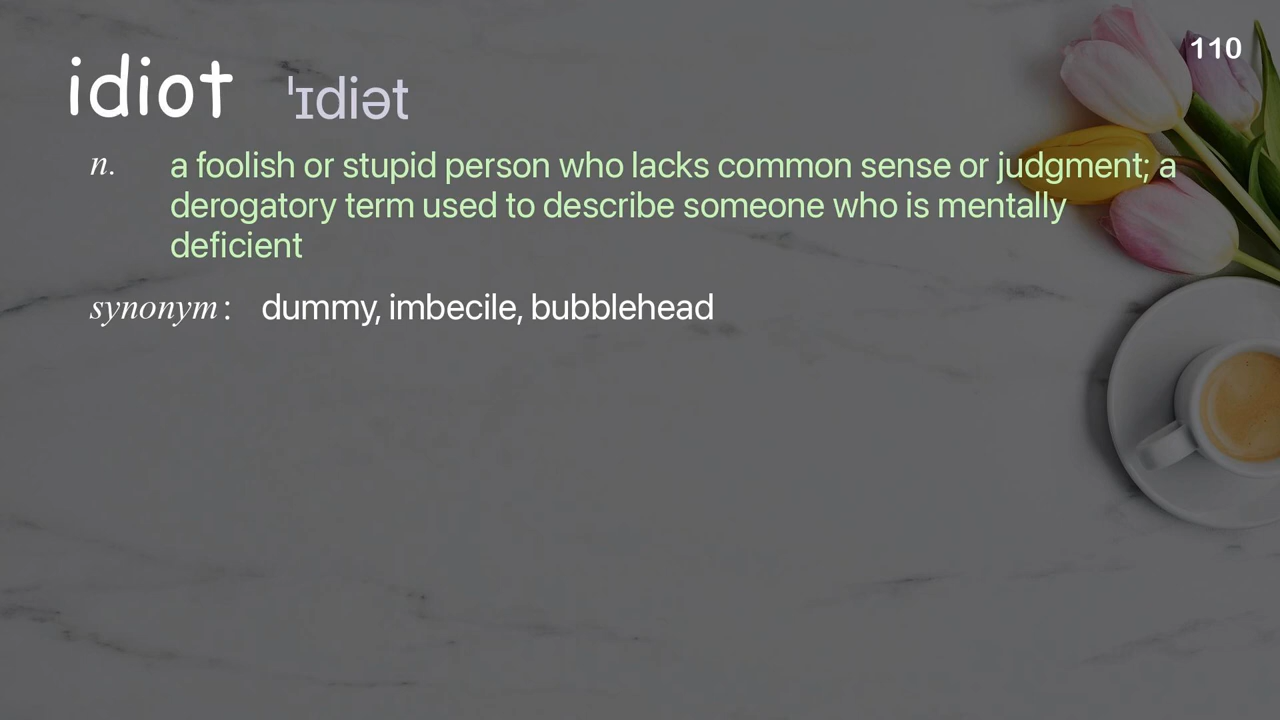 110
idiot ˈɪdiət
n. a foolish or stupid person who lacks common sense or judgment; a
derogatory term used to describe someone who is mentally
deficient
synonym: dummy, imbecile, bubblehead